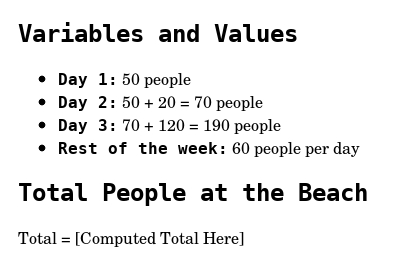 Variables and Values
• Day 1: 50 people
• Day 2: 50 + 20 = 70 people
• Day 3: 70 + 120 = 190 people
• Rest of the week: 60 people per day
Total People at the Beach
Total = [Computed Total Here]